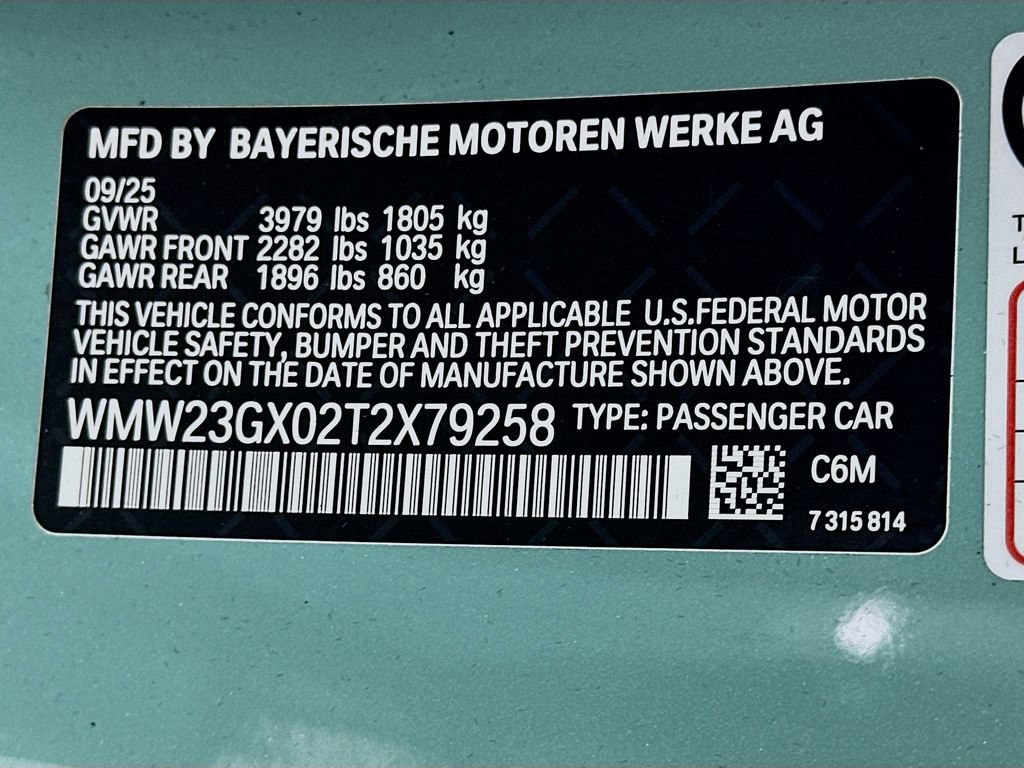 MFD BY BAYERISCHE MOTOREN WERKE AG
09/25
GVWR 3979 lbs 1805 kg
GAWR FRONT 2282 lbs 1035 kg
GAWR REAR 1896 lbs 860 kg
THIS VEHICLE CONFORMS TO ALL APPLICABLE U.S.FEDERAL MOTOR
VEHICLE SAFETY, BUMPER AND THEFT PREVENTION STANDARDS
IN EFFECT ON THE DATE OF MANUFACTURE SHOWN ABOVE.
WMW23GX02T2X79258 TYPE: PASSENGER CAR
C6M
7 315 814